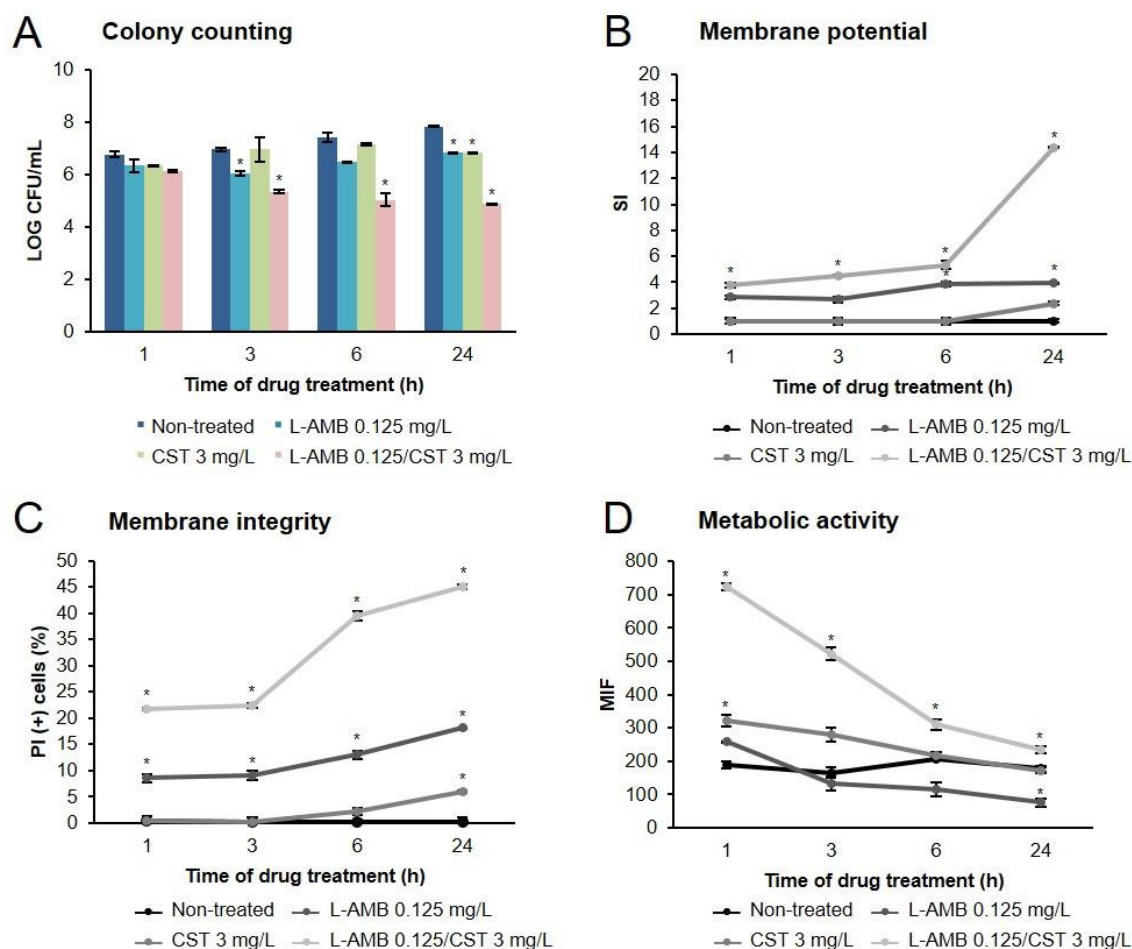 A Colony counting
10
8
6
4
2
0
LOG CFU/mL
* * * * * *
1 3 6 24
Time of drug treatment (h)
Non-treated L-AMB 0.125 mg/L
CST 3 mg/L L-AMB 0.125/CST 3 mg/L
B Membrane potential
20
18
16
14
12
10
8
6
4
2
0
SI
* * * * * *
1 3 6 24
Time of drug treatment (h)
Non-treated L-AMB 0.125 mg/L
CST 3 mg/L L-AMB 0.125/CST 3 mg/L
C Membrane integrity
50
45
40
35
30
25
20
15
10
5
0
PI (+) cells (%)
* * * *
* * * *
1 3 6 24
Time of drug treatment (h)
Non-treated L-AMB 0.125 mg/L
CST 3 mg/L L-AMB 0.125/CST 3 mg/L
D Metabolic activity
800
700
600
500
400
300
200
100
0
MIF
* * * *
* *
1 3 6 24
Time of drug treatment (h)
Non-treated L-AMB 0.125 mg/L
CST 3 mg/L L-AMB 0.125/CST 3 mg/L